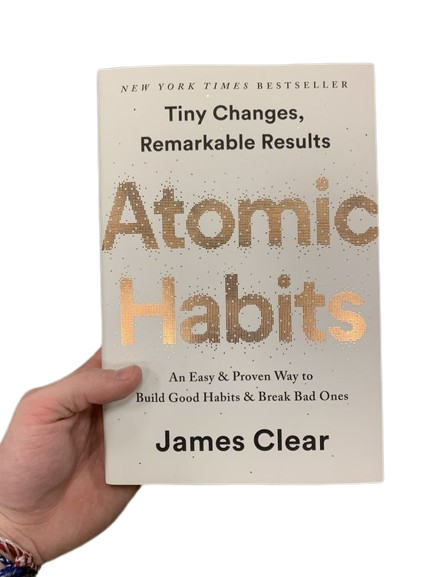 NEW YORK TIMES BESTSELLER
Tiny Changes,
Remarkable Results
Atomic
Habits
An Easy & Proven Way to
Build Good Habits & Break Bad Ones
James Clear